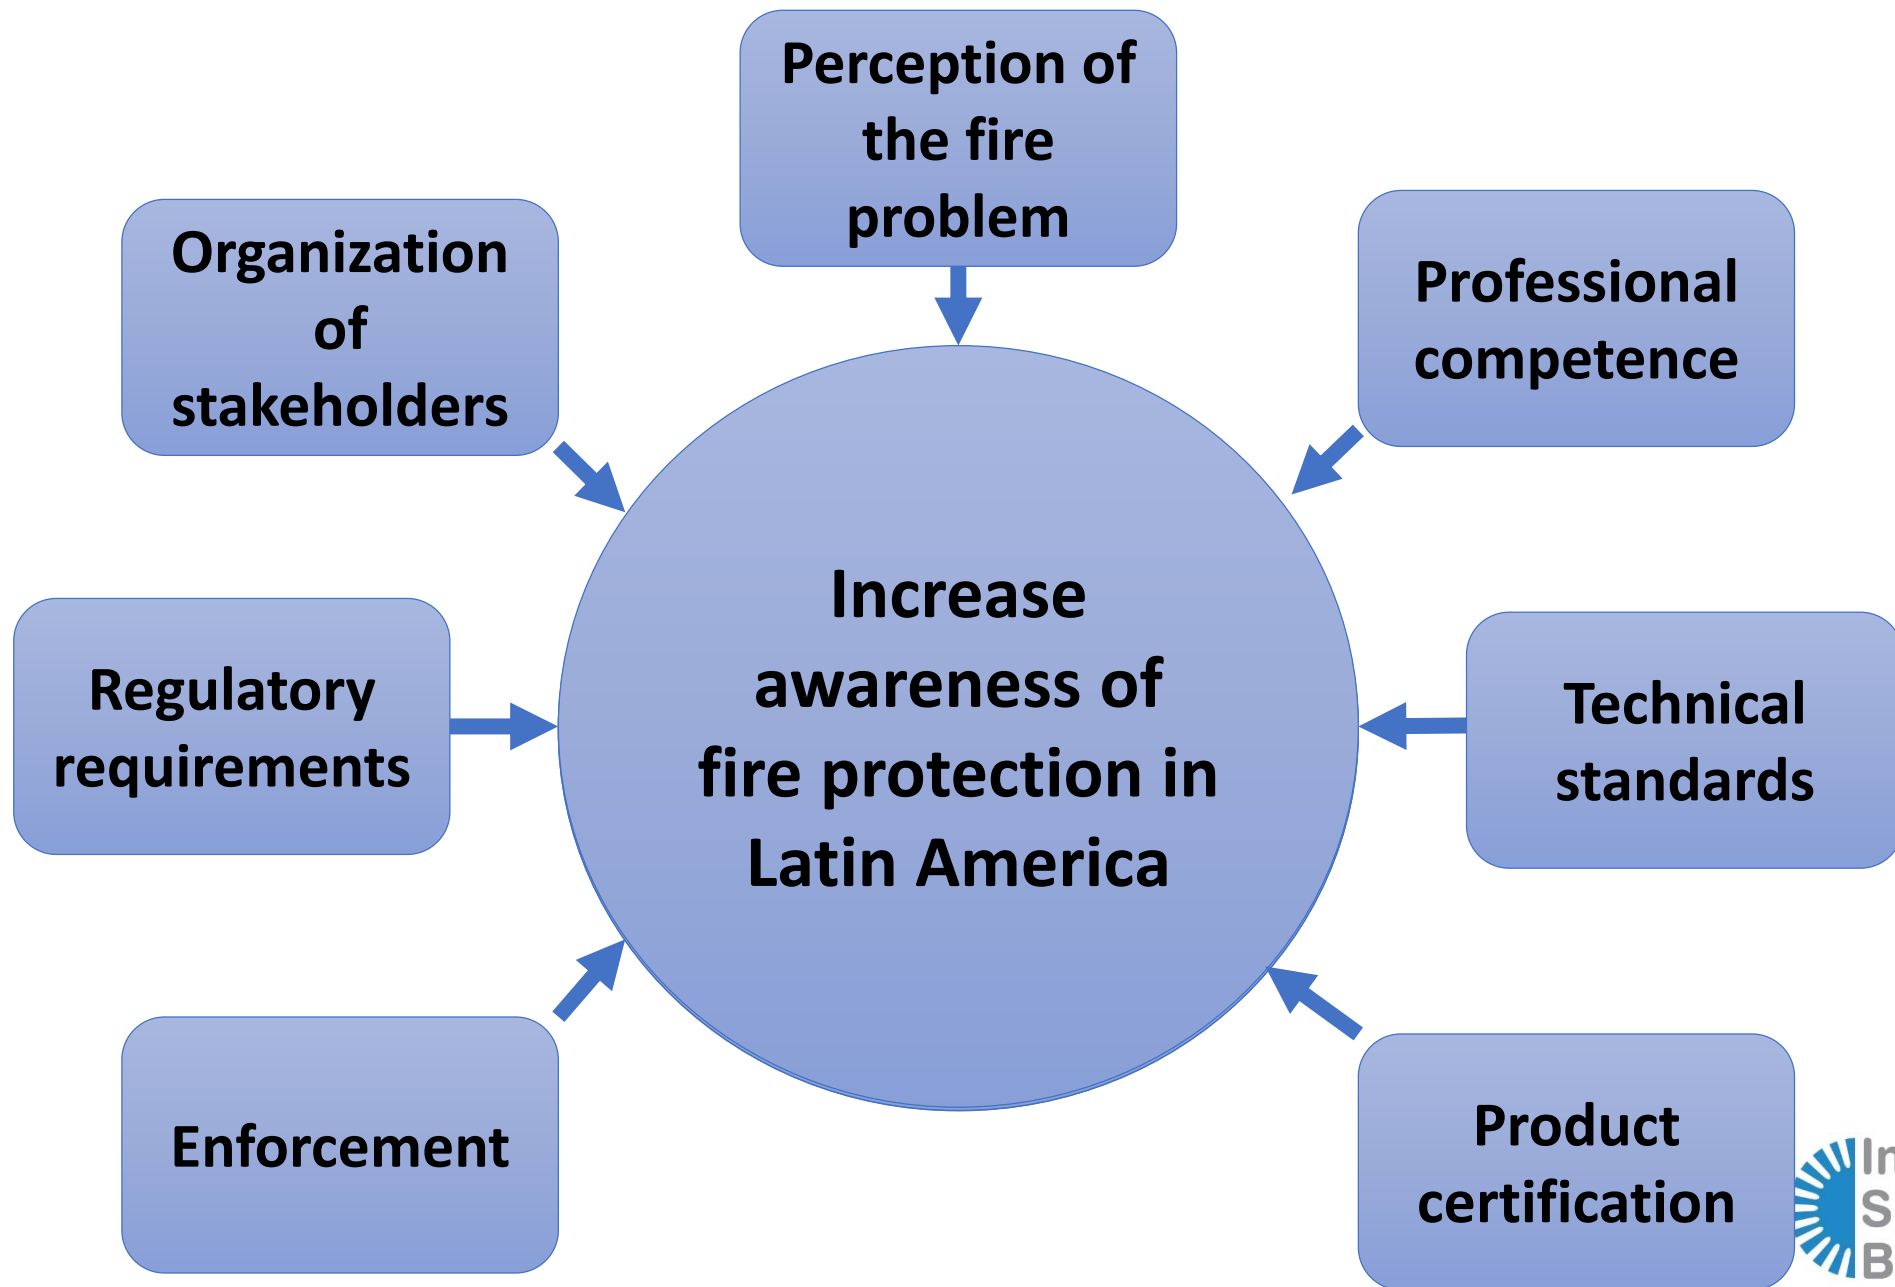 Perception of
the fire
problem
Organization
of
stakeholders
Professional
competence
Increase
awareness of
fire protection in
Latin America
Regulatory
requirements
Technical
standards
Enforcement
Product
certification